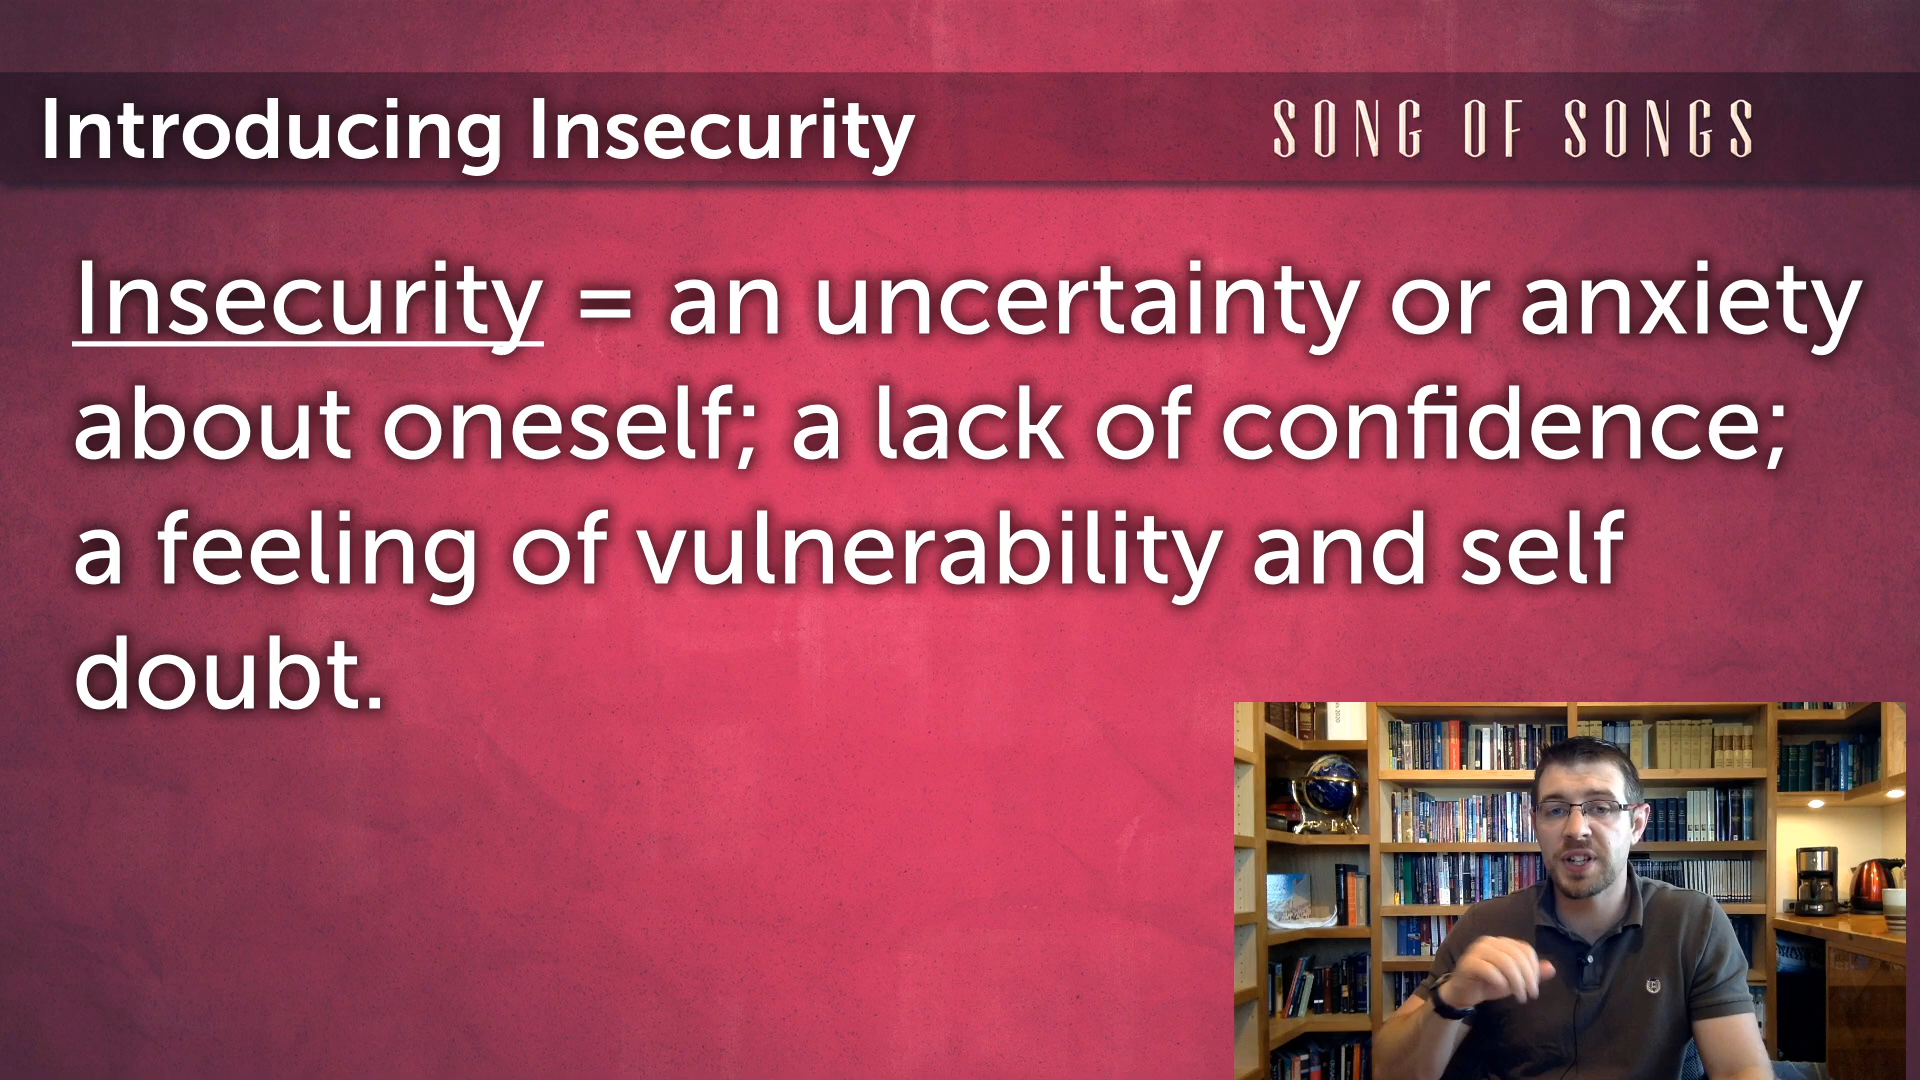 Introducing Insecurity
SONG OF SONGS
Insecurity = an uncertainty or anxiety
about oneself; a lack of confidence;
a feeling of vulnerability and self
doubt.
2020